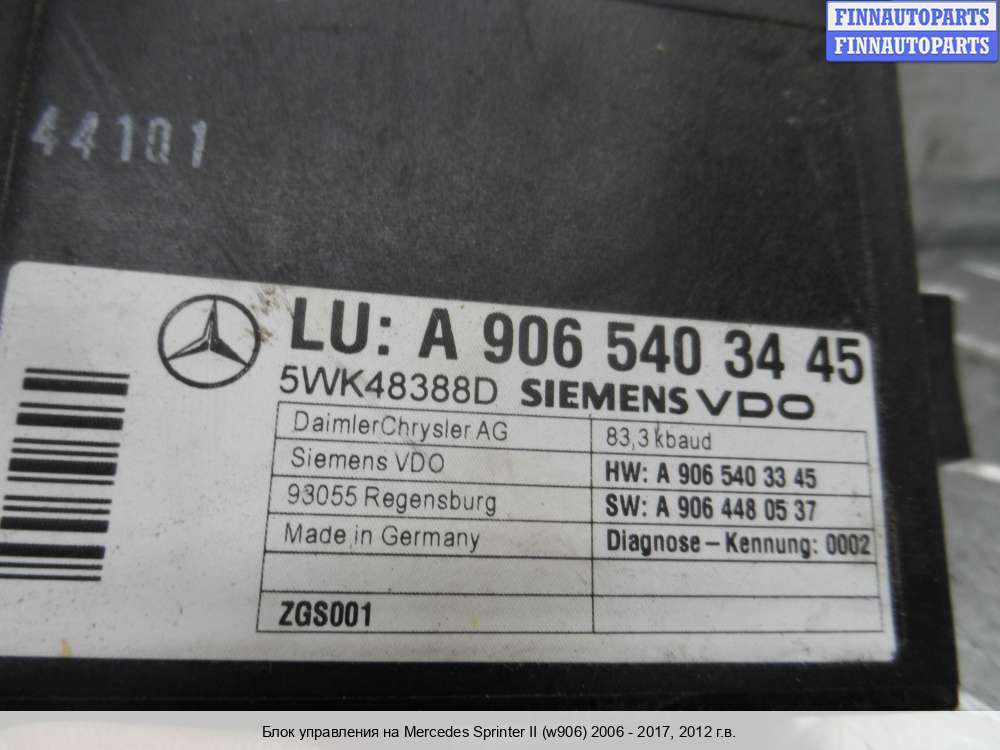 FINNAUTOPARTS
FINNAUTOPARTS
44101
LU: A 906 540 34 45
5WK48388D SIEMENS VDO
DaimlerChrysler AG 83,3 kbaud
Siemens VDO HW: A 906 540 33 45
93055 Regensburg SW: A 906 448 05 37
Made in Germany Diagnose – Kennung: 0002
ZGS001
Блок управления на Mercedes Sprinter II (w906) 2006 - 2017, 2012 г.в.